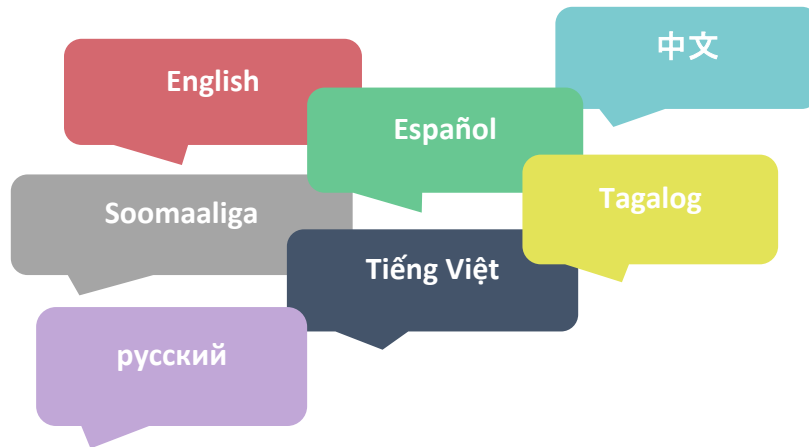 中文
English
Español
Tagalog
Soomaaliga
Tiếng Việt
русский